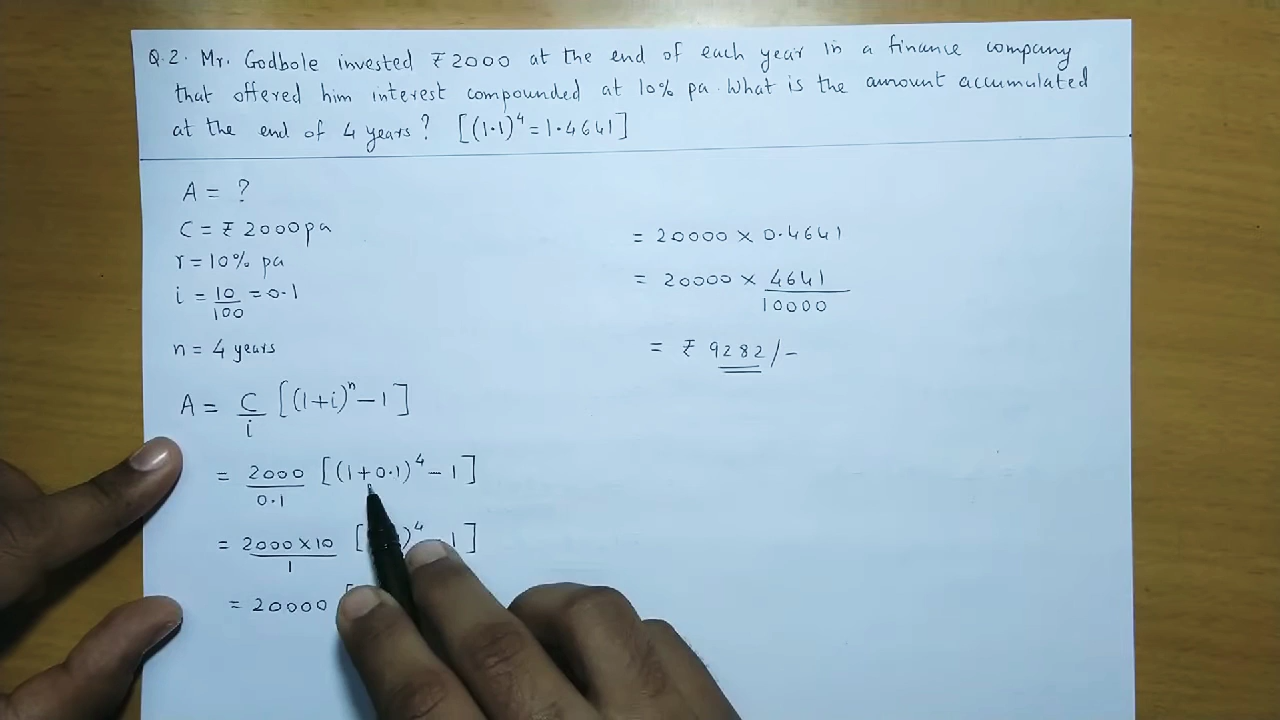 Q.2. Mr. Godbole invested ₹2000 at the end of each year in a finance company
that offered him interest compounded at 10% pa. What is the amount accumulated
at the end of 4 years? [(1.1)^4 = 1.4641]
A = ?
C = ₹2000 pa
r = 10% pa
i = 10/100 = 0.1
n = 4 years
A = C/i [(1+i)^n - 1]
= 2000/0.1 [(1+0.1)^4 - 1]
= 2000×10/1 [ )^4 - 1]
= 20000 [
= 20000 × 0.4641
= 20000 × 4641/10000
= ₹ 9282/-